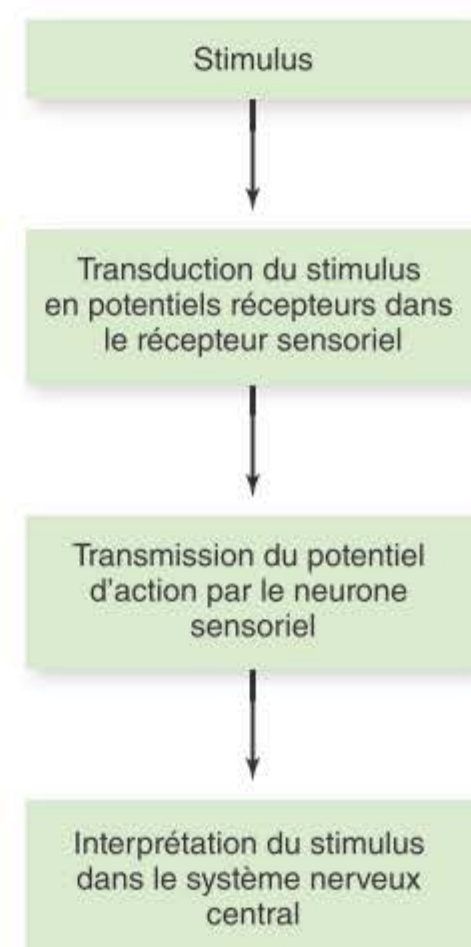 Stimulus
Transduction du stimulus
en potentiels récepteurs dans
le récepteur sensoriel
Transmission du potentiel
d'action par le neurone
sensoriel
Interprétation du stimulus
dans le système nerveux
central